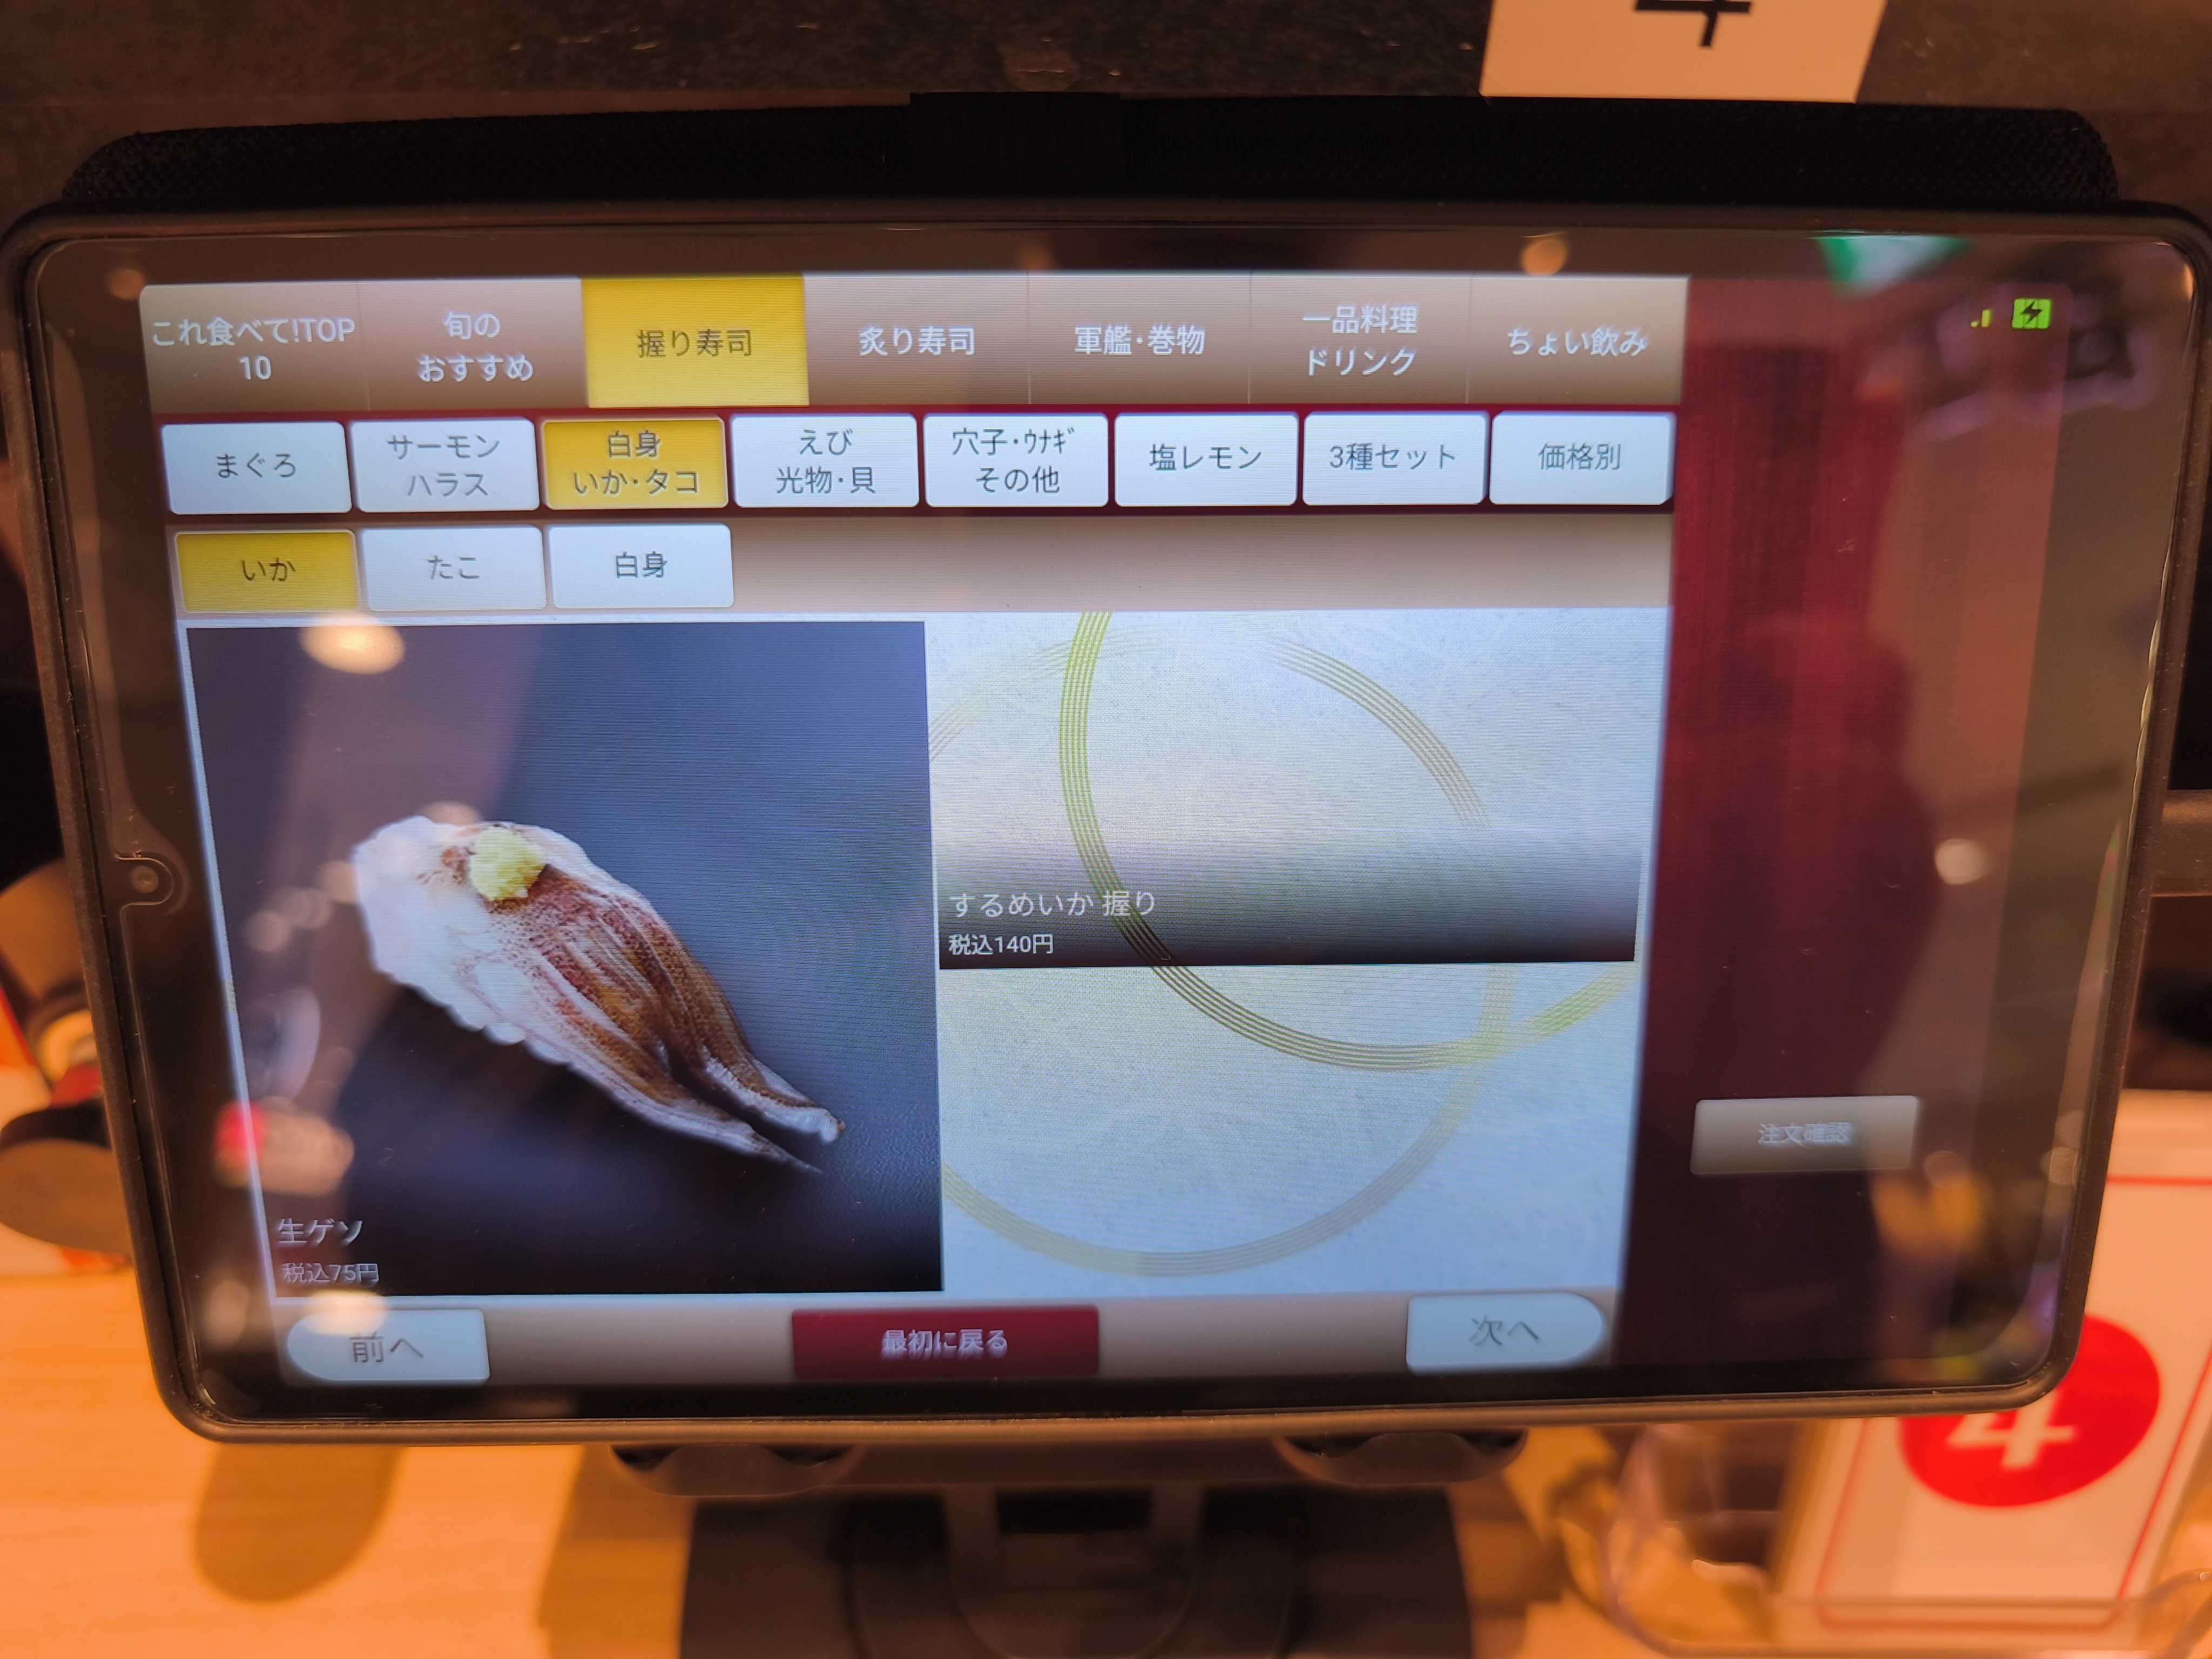 これ食べて!TOP
10
旬の
おすすめ
握り寿司
炙り寿司
軍艦・巻物
一品料理
ドリンク
ちょい飲み
まぐろ
サーモン
ハラス
白身
いか・タコ
えび
光物・貝
穴子・ｳﾅｷﾞ
その他
塩レモン
3種セット
価格別
いか
たこ
白身
するめいか 握り
税込140円
生ゲソ
税込75円
注文確認
前へ
最初に戻る
次へ
4